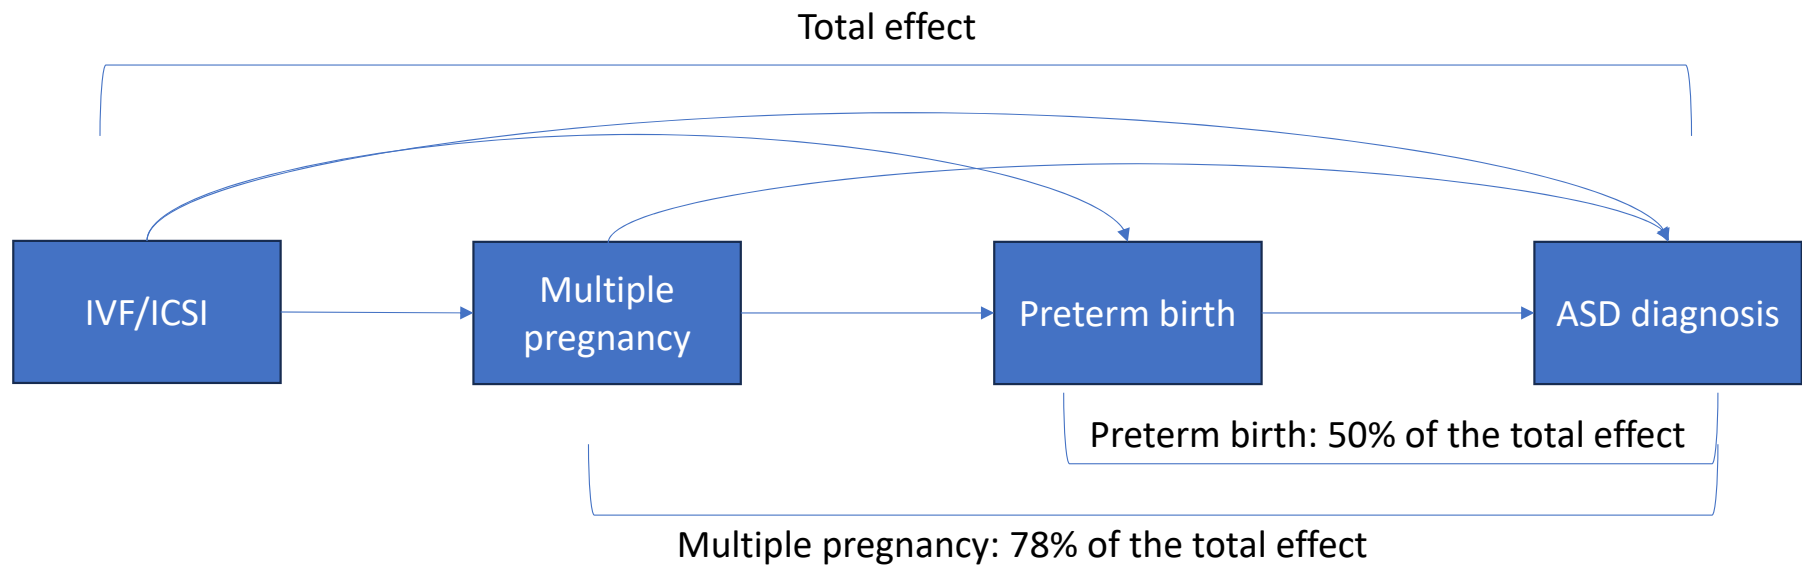 Total effect
IVF/ICSI
Multiple
pregnancy
Preterm birth
ASD diagnosis
Preterm birth: 50% of the total effect
Multiple pregnancy: 78% of the total effect